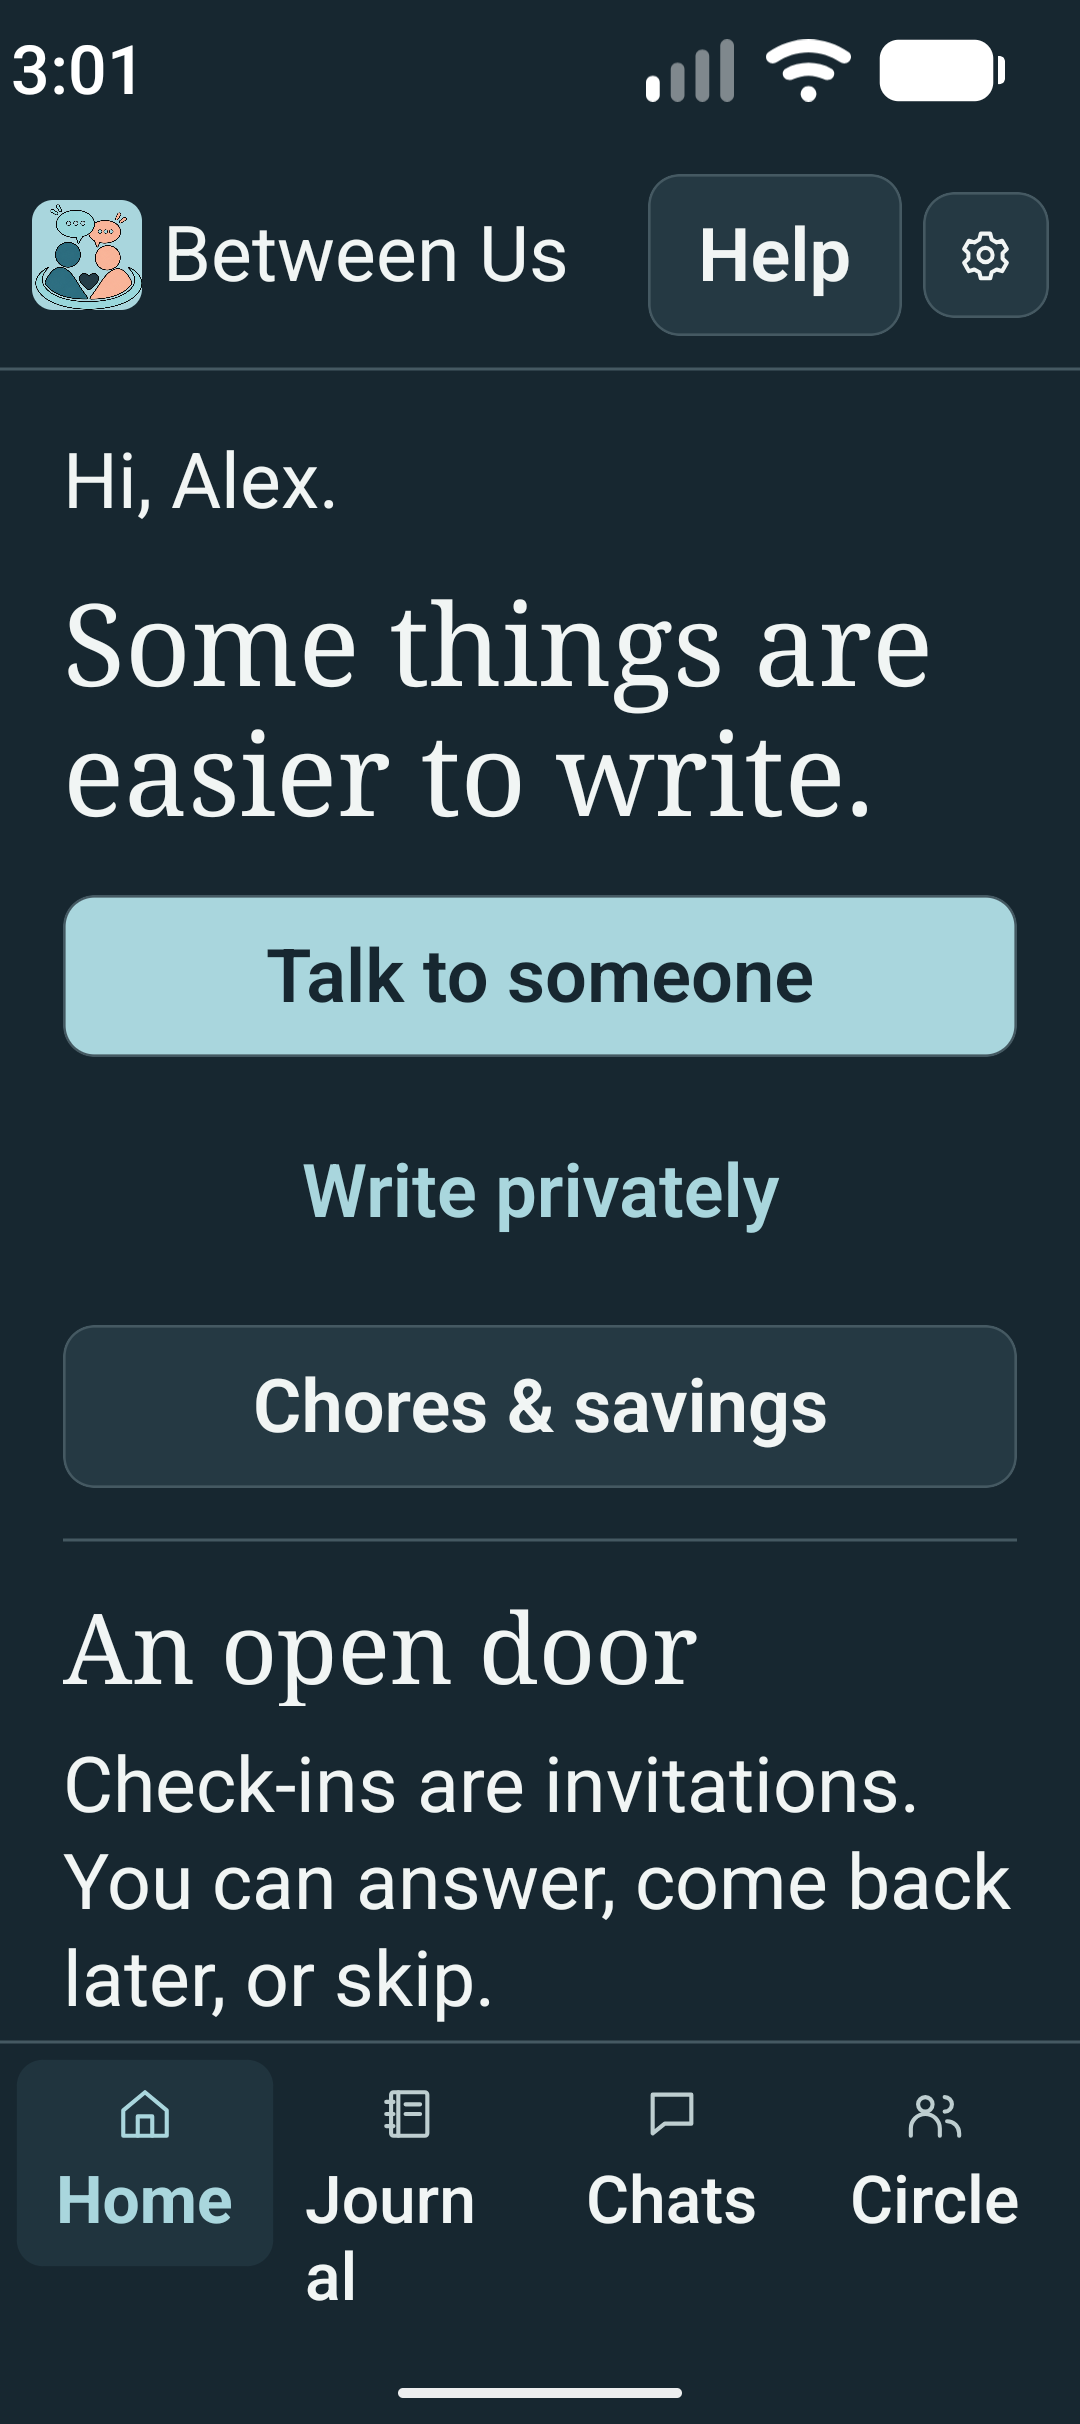 3:01
Between Us
Help
Hi, Alex.
Some things are
easier to write.
Talk to someone
Write privately
Chores & savings
An open door
Check-ins are invitations.
You can answer, come back
later, or skip.
Home
Journ
al
Chats
Circle